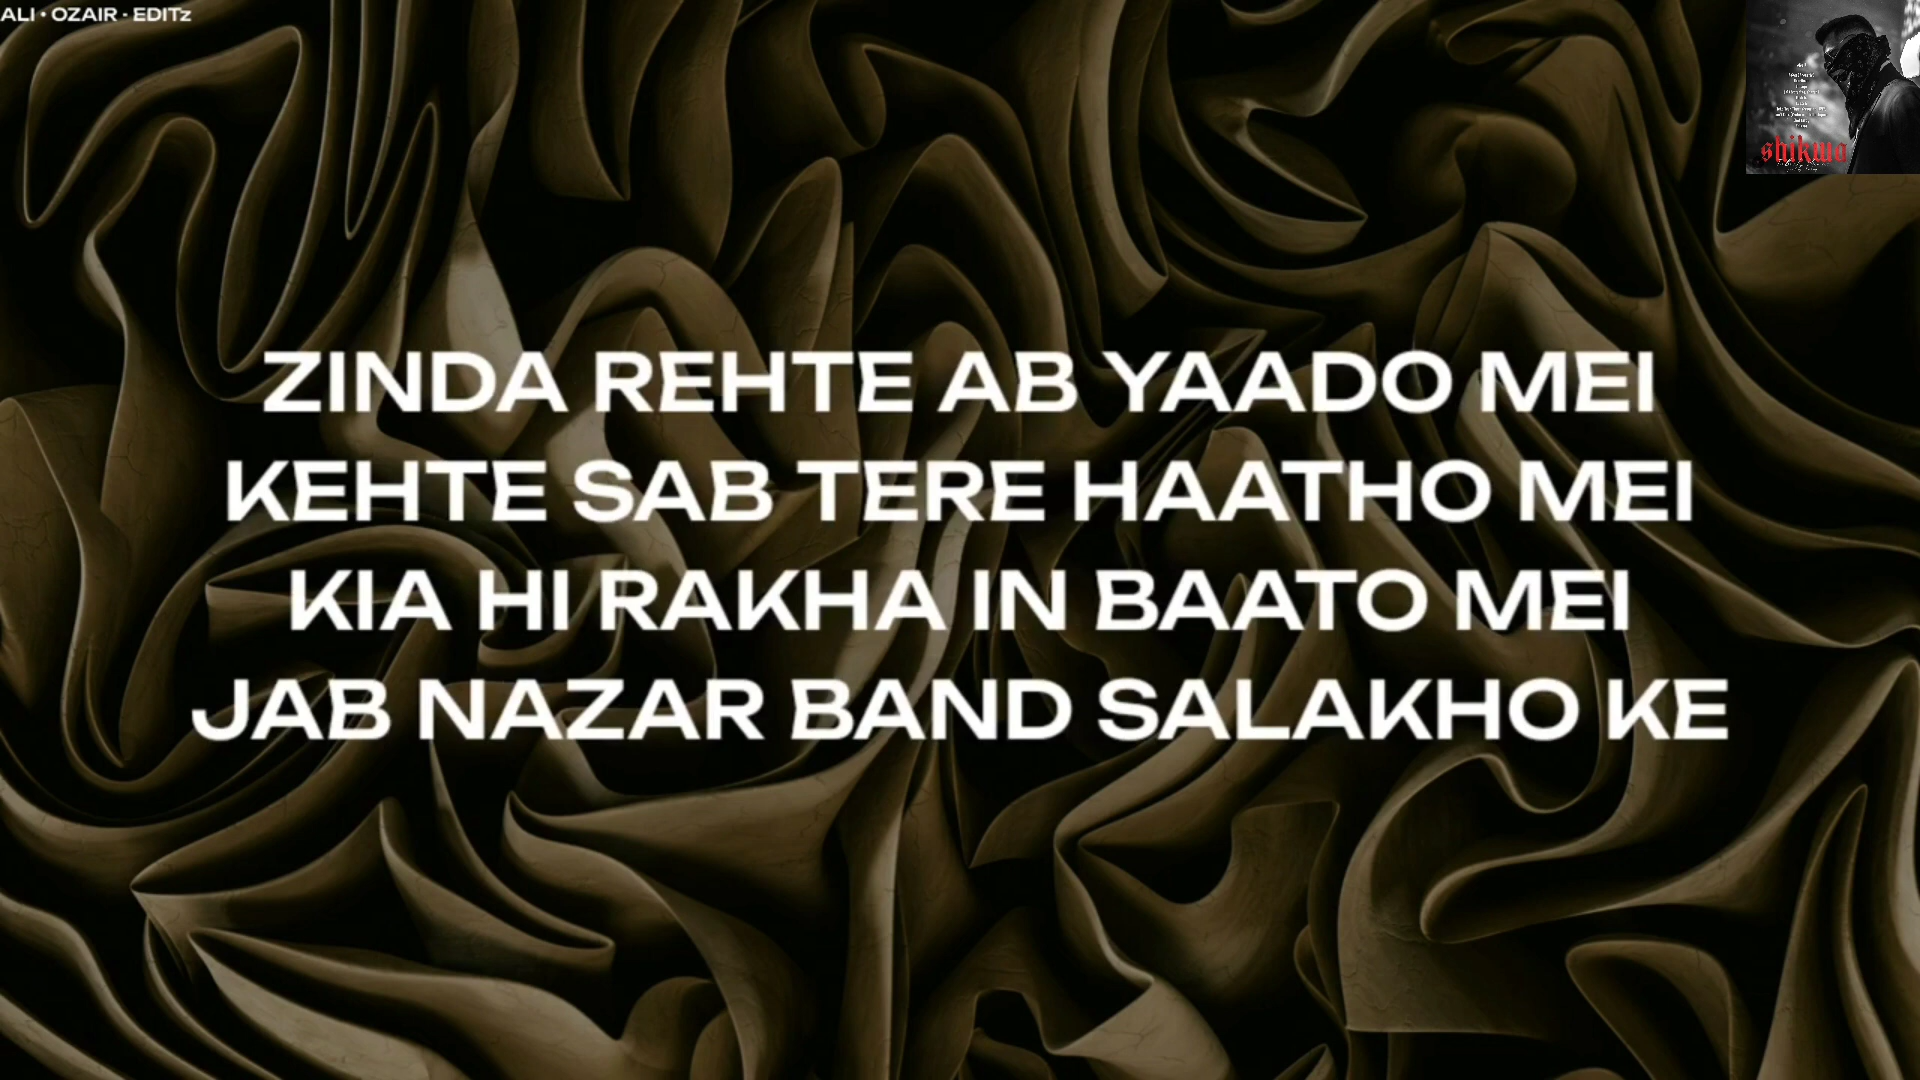 ALI • OZAIR • EDITz
shikwa
ZINDA REHTE AB YAADO MEI
KEHTE SAB TERE HAATHO MEI
KIA HI RAKHA IN BAATO MEI
JAB NAZAR BAND SALAKHO KE